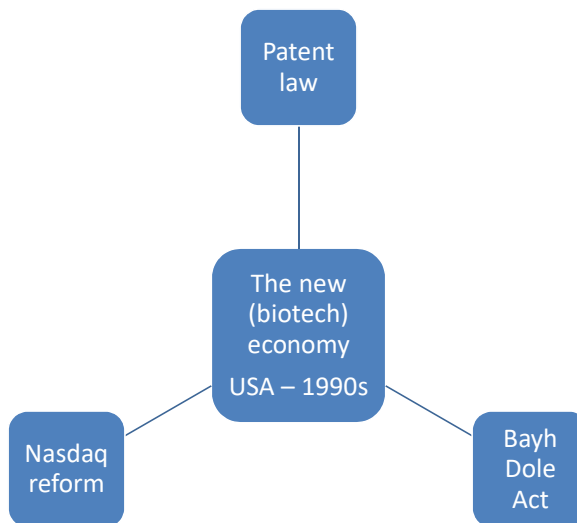 Patent
law
The new
(biotech)
economy
USA – 1990s
Nasdaq
reform
Bayh
Dole
Act